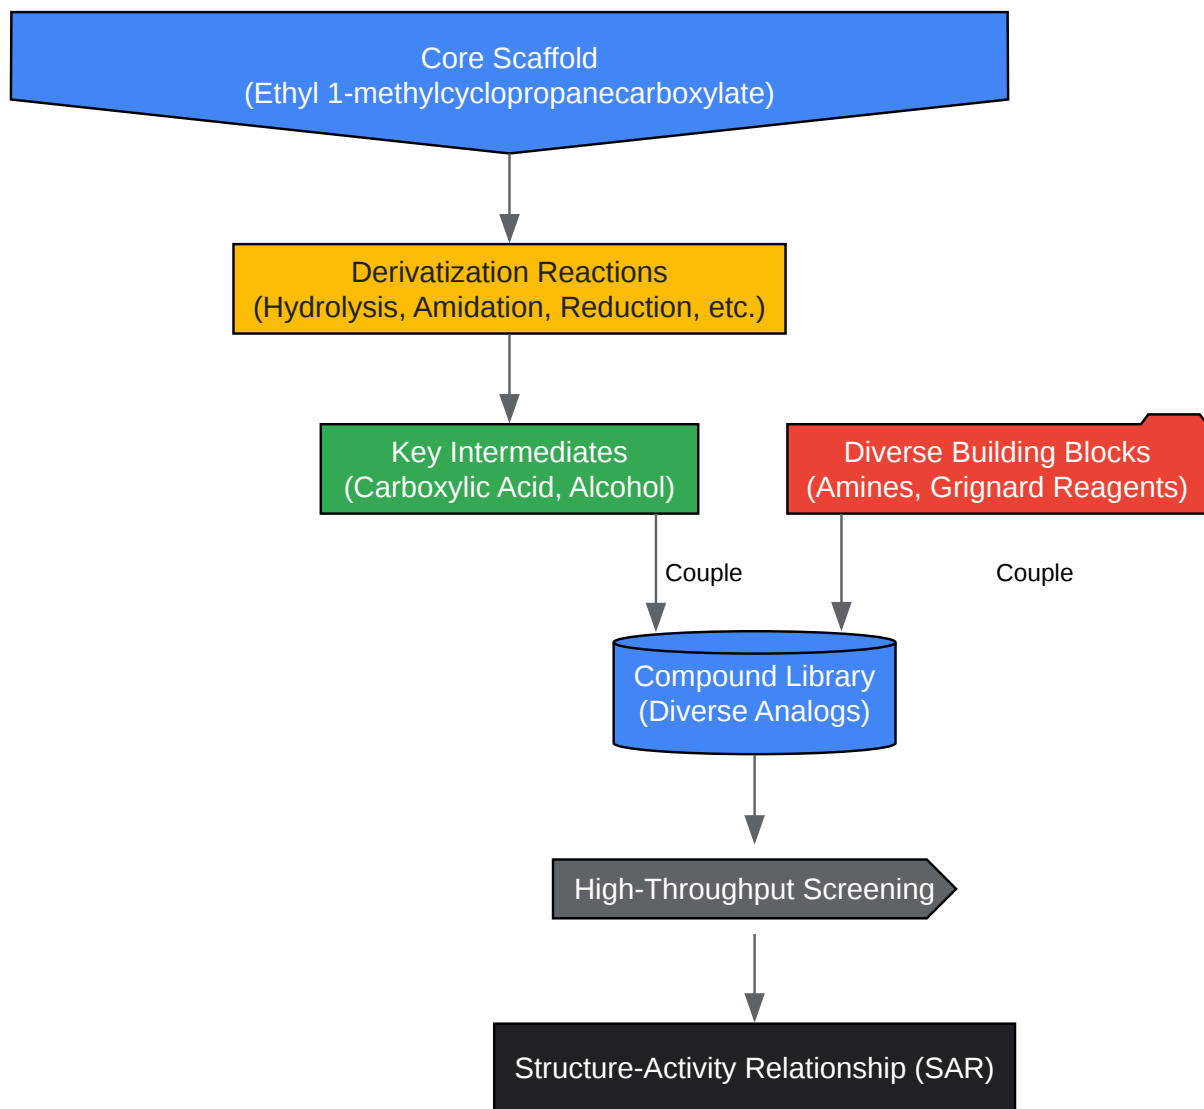 Core Scaffold
(Ethyl 1-methylcyclopropanecarboxylate)
Derivatization Reactions
(Hydrolysis, Amidation, Reduction, etc.)
Key Intermediates
(Carboxylic Acid, Alcohol)
Diverse Building Blocks
(Amines, Grignard Reagents)
Couple
Couple
Compound Library
(Diverse Analogs)
High-Throughput Screening
Structure-Activity Relationship (SAR)